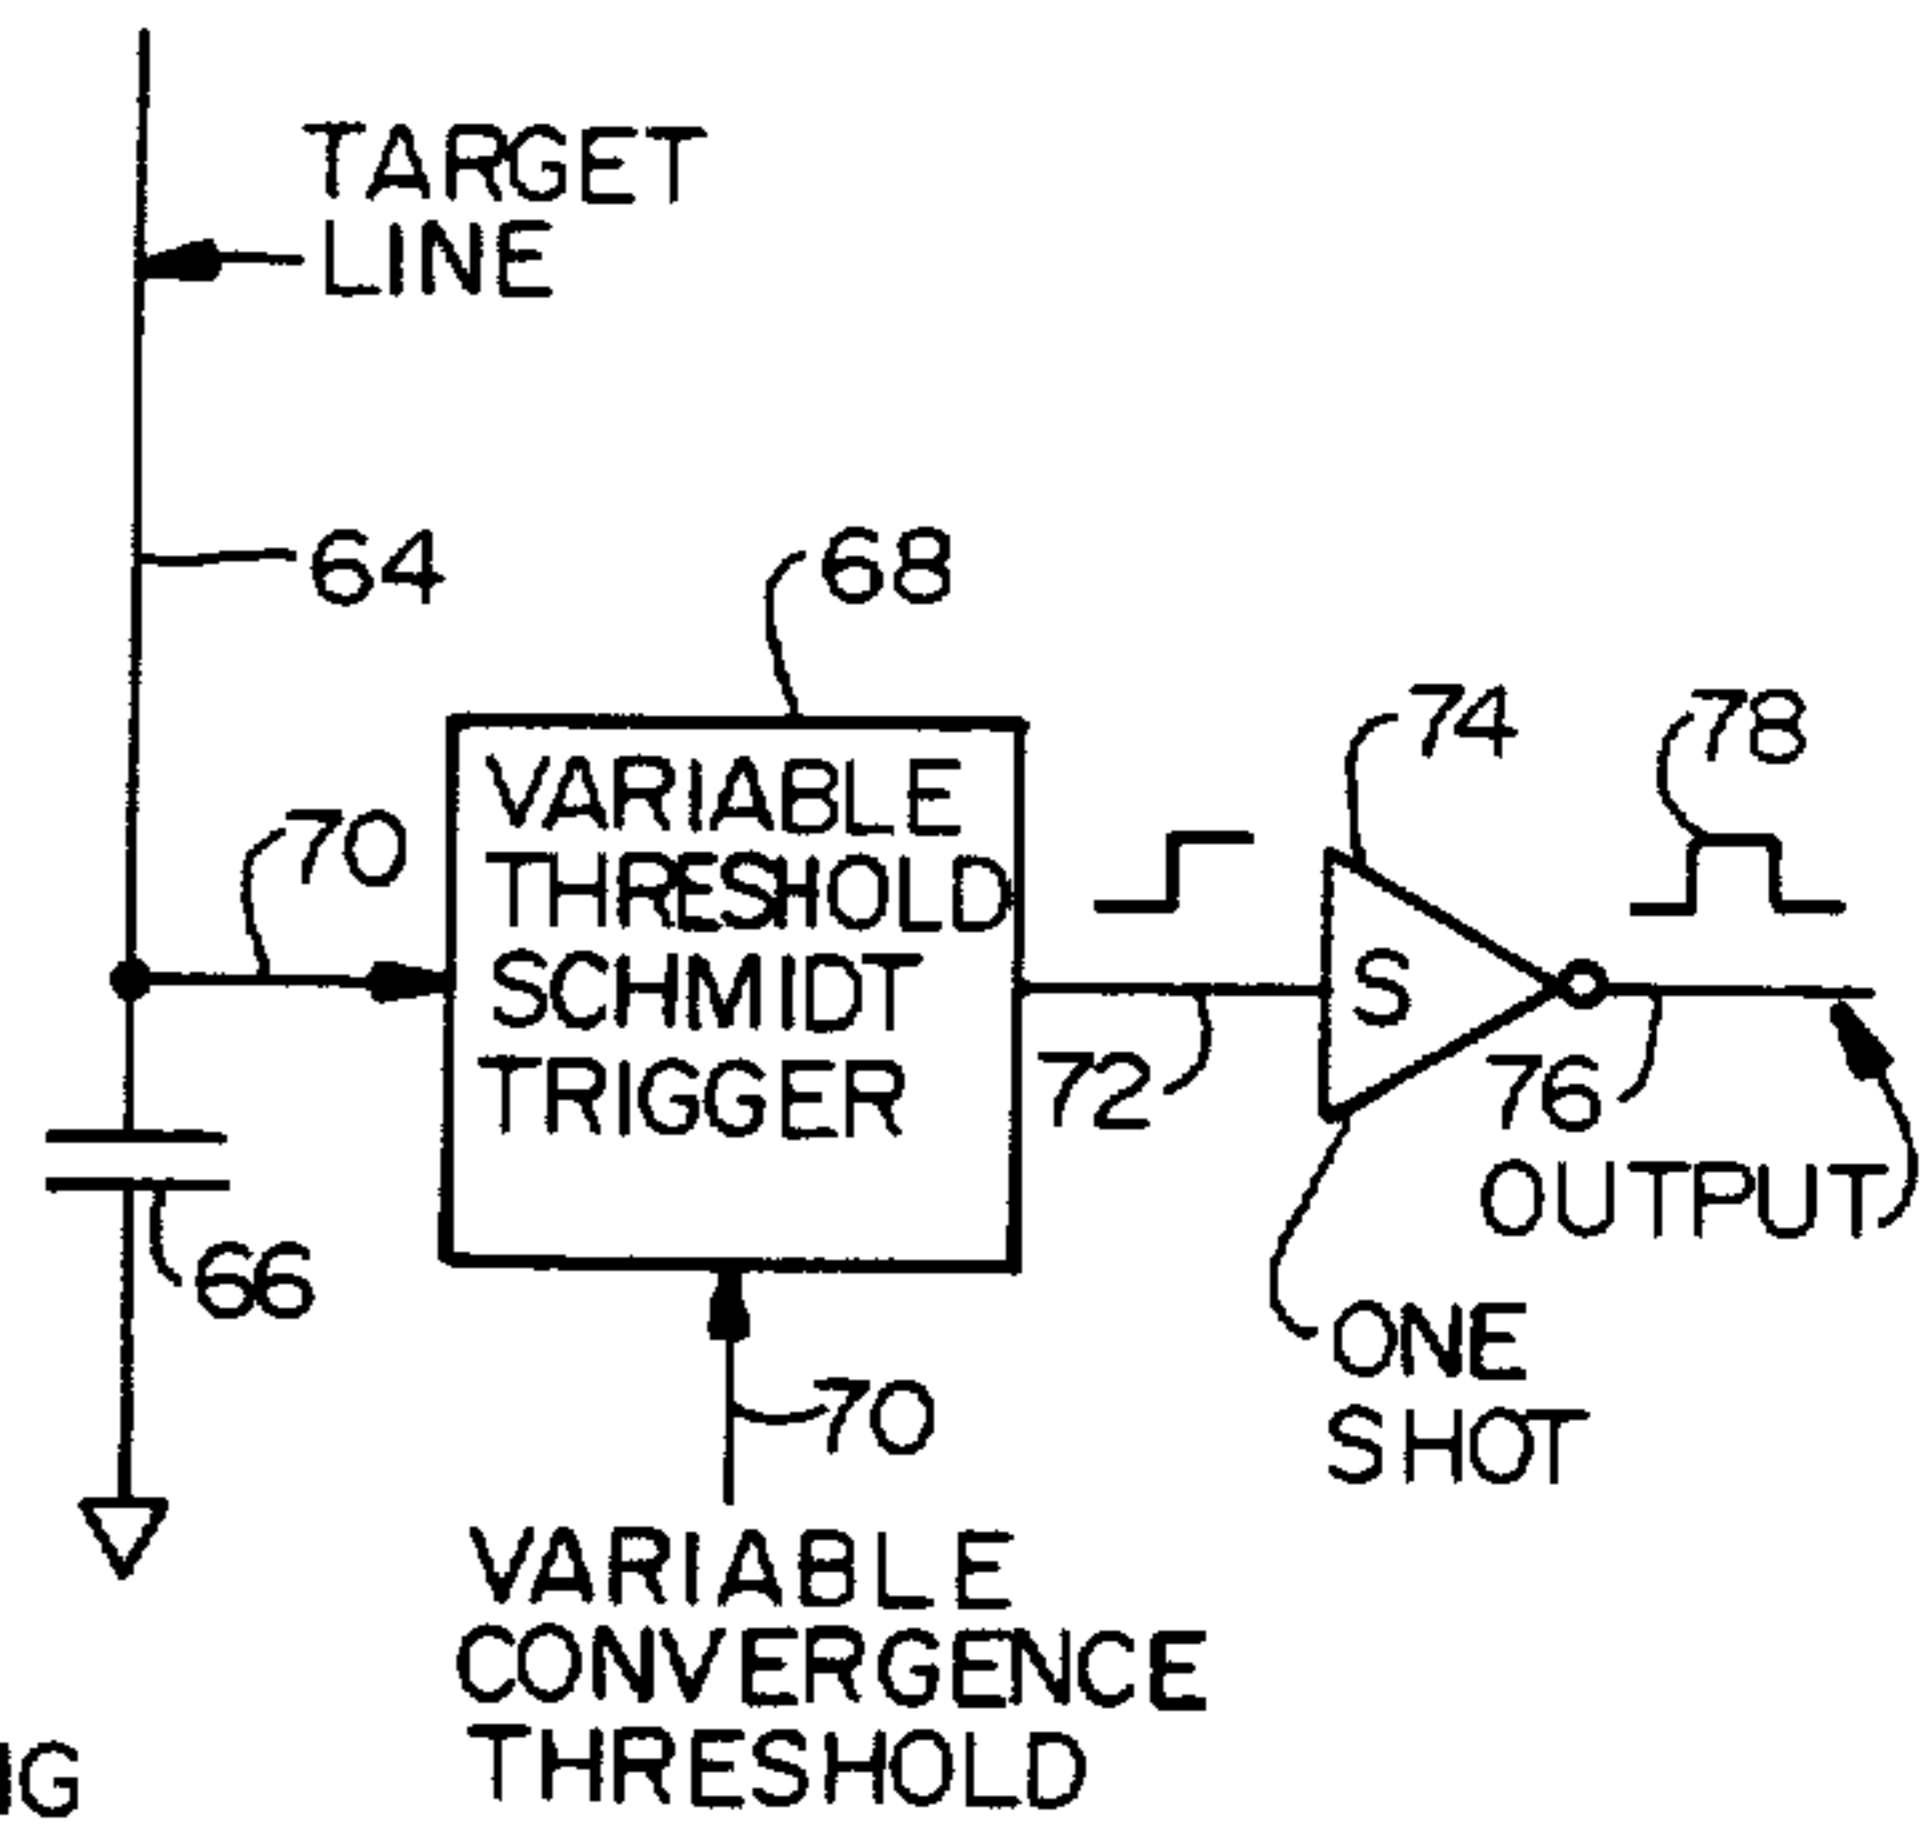 TARGET
LINE
64
68
74
78
70
VARIABLE
THRESHOLD
SCHMIDT
TRIGGER
S
72
76
OUTPUT
66
ONE
SHOT
70
VARIABLE
CONVERGENCE
THRESHOLD